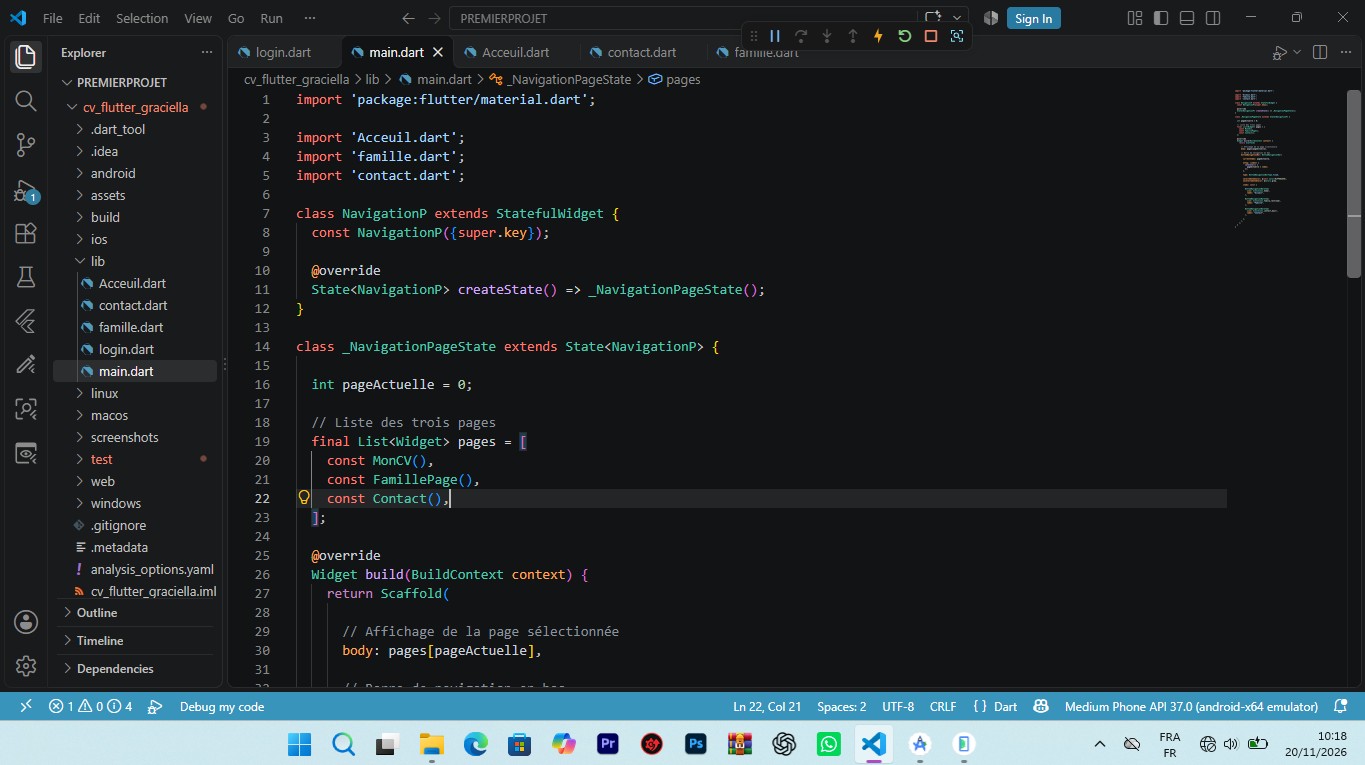 File Edit Selection View Go Run ···
PREMIERPROJET
Sign In
Explorer ···
login.dart
main.dart
Acceuil.dart
contact.dart
famille.dart
PREMIERPROJET
cv_flutter_graciella
.dart_tool
.idea
android
assets
build
ios
lib
Acceuil.dart
contact.dart
famille.dart
login.dart
main.dart
linux
macos
screenshots
test
web
windows
.gitignore
.metadata
analysis_options.yaml
cv_flutter_graciella.iml
Outline
Timeline
Dependencies
1
cv_flutter_graciella > lib > main.dart > _NavigationPageState > pages
1 import 'package:flutter/material.dart';
2
3 import 'Acceuil.dart';
4 import 'famille.dart';
5 import 'contact.dart';
6
7 class NavigationP extends StatefulWidget {
8 const NavigationP({super.key});
9
10 @override
11 State<NavigationP> createState() => _NavigationPageState();
12 }
13
14 class _NavigationPageState extends State<NavigationP> {
15
16 int pageActuelle = 0;
17
18 // Liste des trois pages
19 final List<Widget> pages = [
20 const MonCV(),
21 const FamillePage(),
22 const Contact(),
23 ];
24
25 @override
26 Widget build(BuildContext context) {
27 return Scaffold(
28
29 // Affichage de la page sélectionnée
30 body: pages[pageActuelle],
31
1 0 4 Debug my code
Ln 22, Col 21 Spaces: 2 UTF-8 CRLF { } Dart Medium Phone API 37.0 (android-x64 emulator)
Pr
Ps
FRA
FR
10:18
20/11/2026